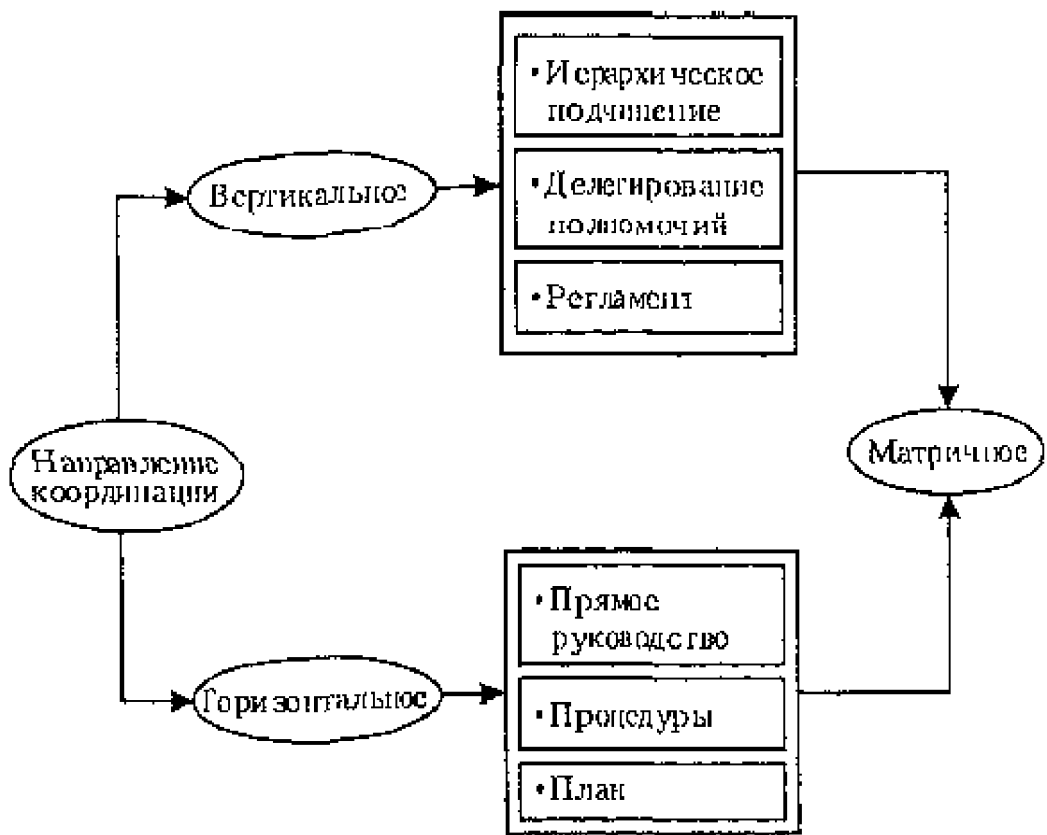 • Иерархическое
подчинение
Вертикальное
• Делегирование
полномочий
• Регламент
Направление
координации
Матричное
• Прямое
руководство
Горизонтальное
• Процедуры
• План